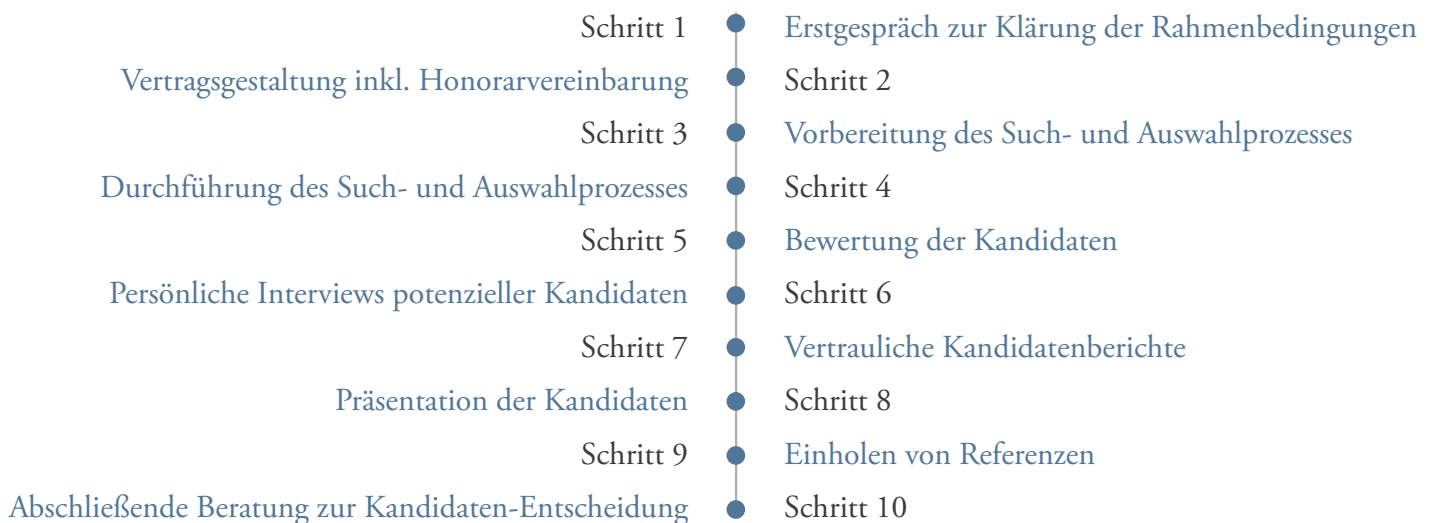 Schritt 1 Erstgespräch zur Klärung der Rahmenbedingungen
Vertragsgestaltung inkl. Honorarvereinbarung Schritt 2
Schritt 3 Vorbereitung des Such- und Auswahlprozesses
Durchführung des Such- und Auswahlprozesses Schritt 4
Schritt 5 Bewertung der Kandidaten
Persönliche Interviews potenzieller Kandidaten Schritt 6
Schritt 7 Vertrauliche Kandidatenberichte
Präsentation der Kandidaten Schritt 8
Schritt 9 Einholen von Referenzen
Abschließende Beratung zur Kandidaten-Entscheidung Schritt 10